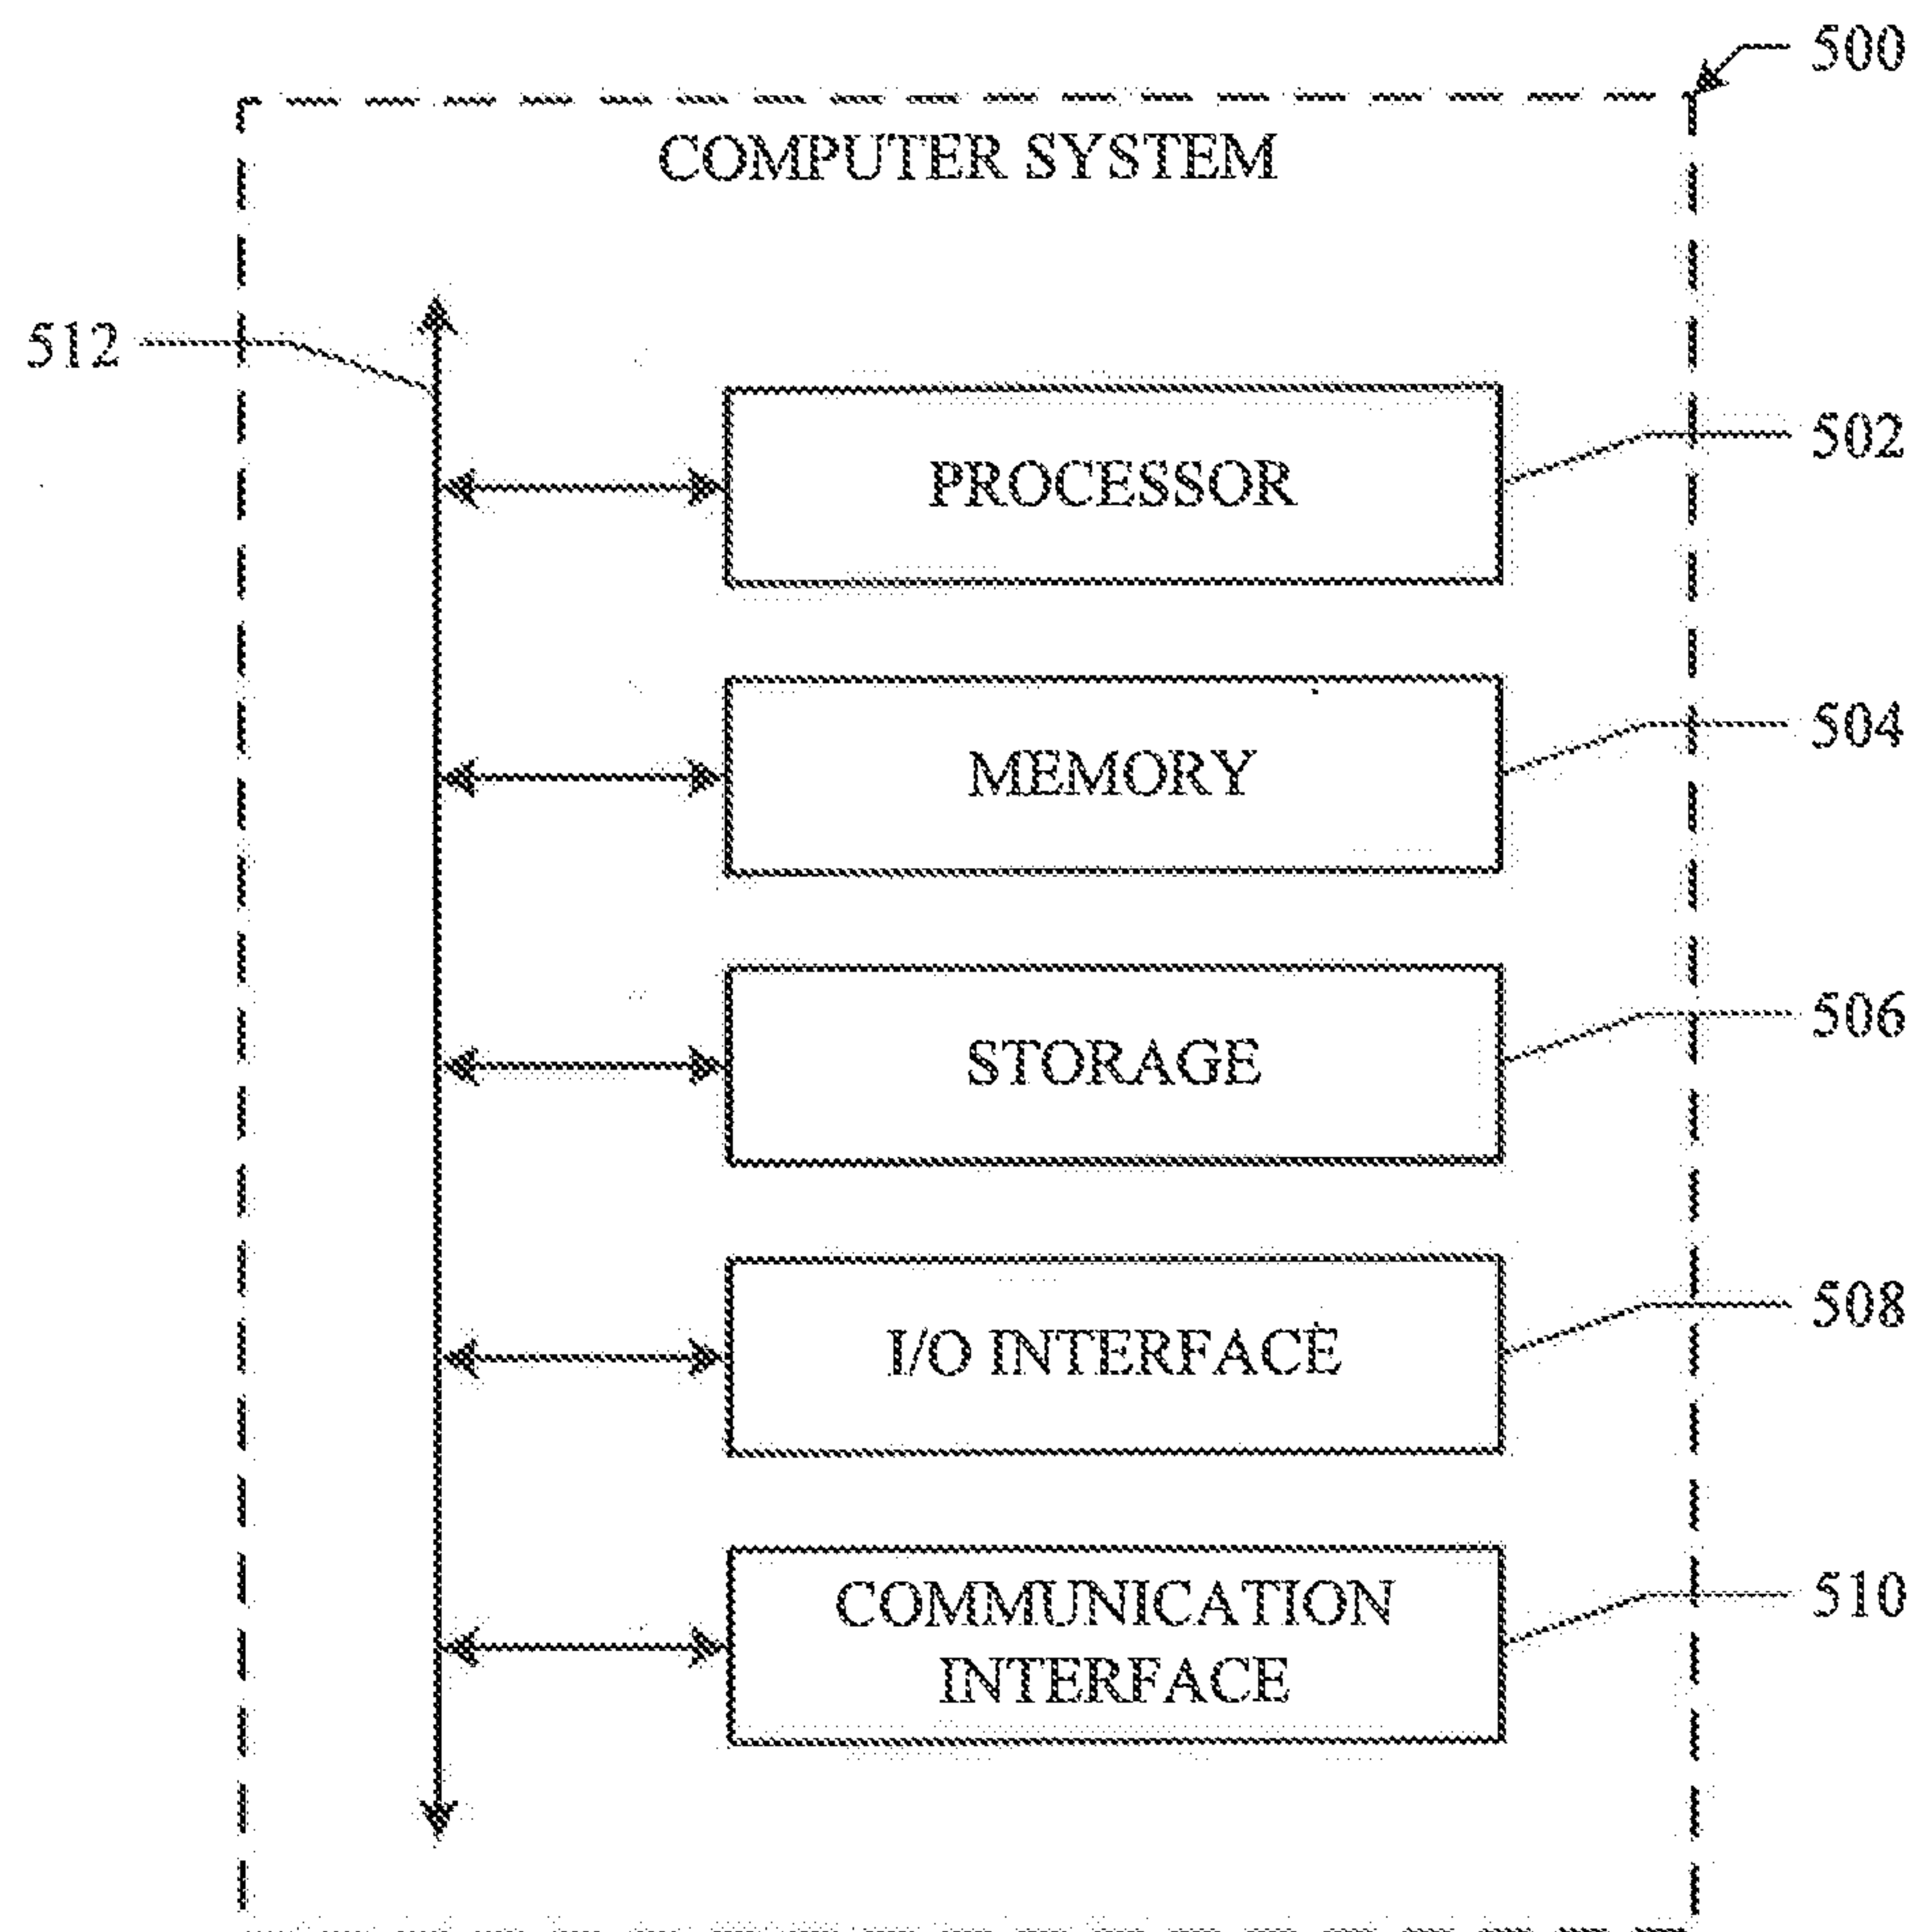 500
COMPUTER SYSTEM
512
502
PROCESSOR
504
MEMORY
506
STORAGE
508
I/O INTERFACE
510
COMMUNICATION
INTERFACE